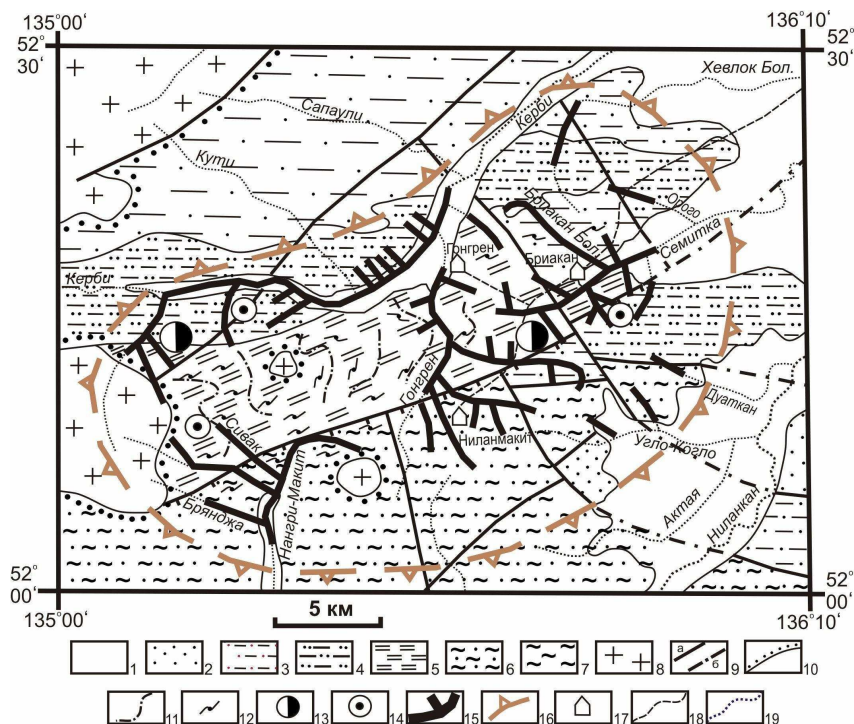 135°00‘
136°10‘
52°
30‘
52°
30‘
Хевлок Бол.
Керби
Сапаули
Кути
Бриакан Бол.
Орого
Семитка
Гонгрен
Бриакан
Керби
Гонгрен
Дуаткан
Сивак
Ниланмакит
Угло-Когло
Нангри-Макит
Брянджа
Актая
Ниланкан
52°
00‘
52°
00‘
135°00‘
5 км
136°10‘
1 2 3 4 5 6 7 8 а б 9 10
11 12 13 14 15 16 17 18 19